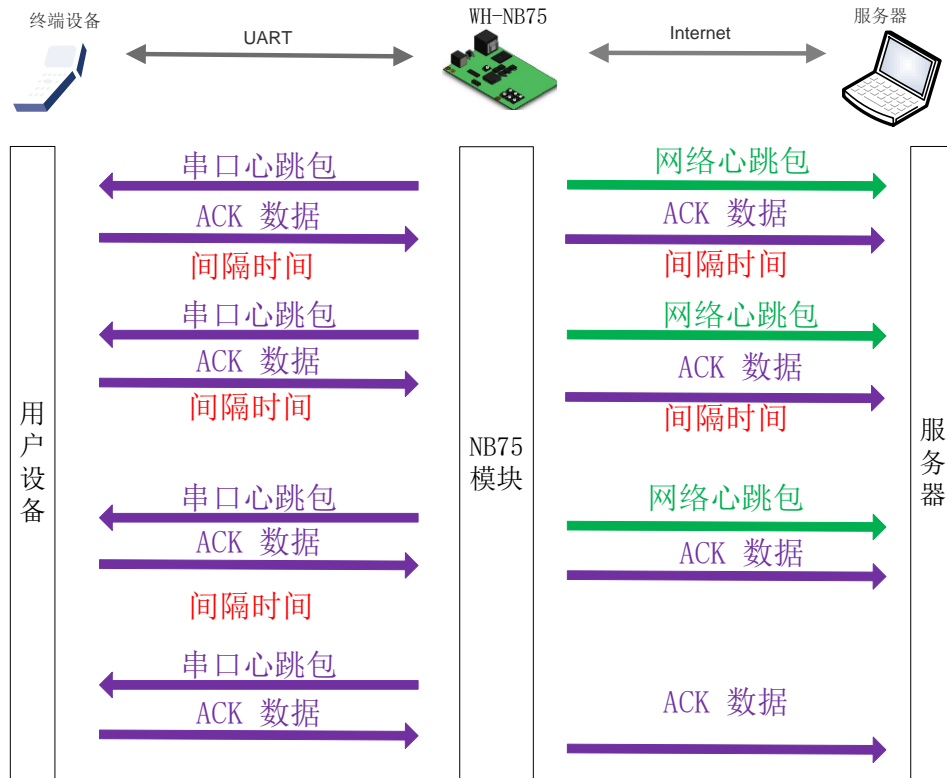 终端设备
UART
WH-NB75
Internet
服务器
串口心跳包
网络心跳包
ACK 数据
ACK 数据
间隔时间
间隔时间
串口心跳包
网络心跳包
ACK 数据
ACK 数据
间隔时间
间隔时间
用户设备
NB75
模块
服务器
串口心跳包
网络心跳包
ACK 数据
ACK 数据
间隔时间
串口心跳包
ACK 数据
ACK 数据